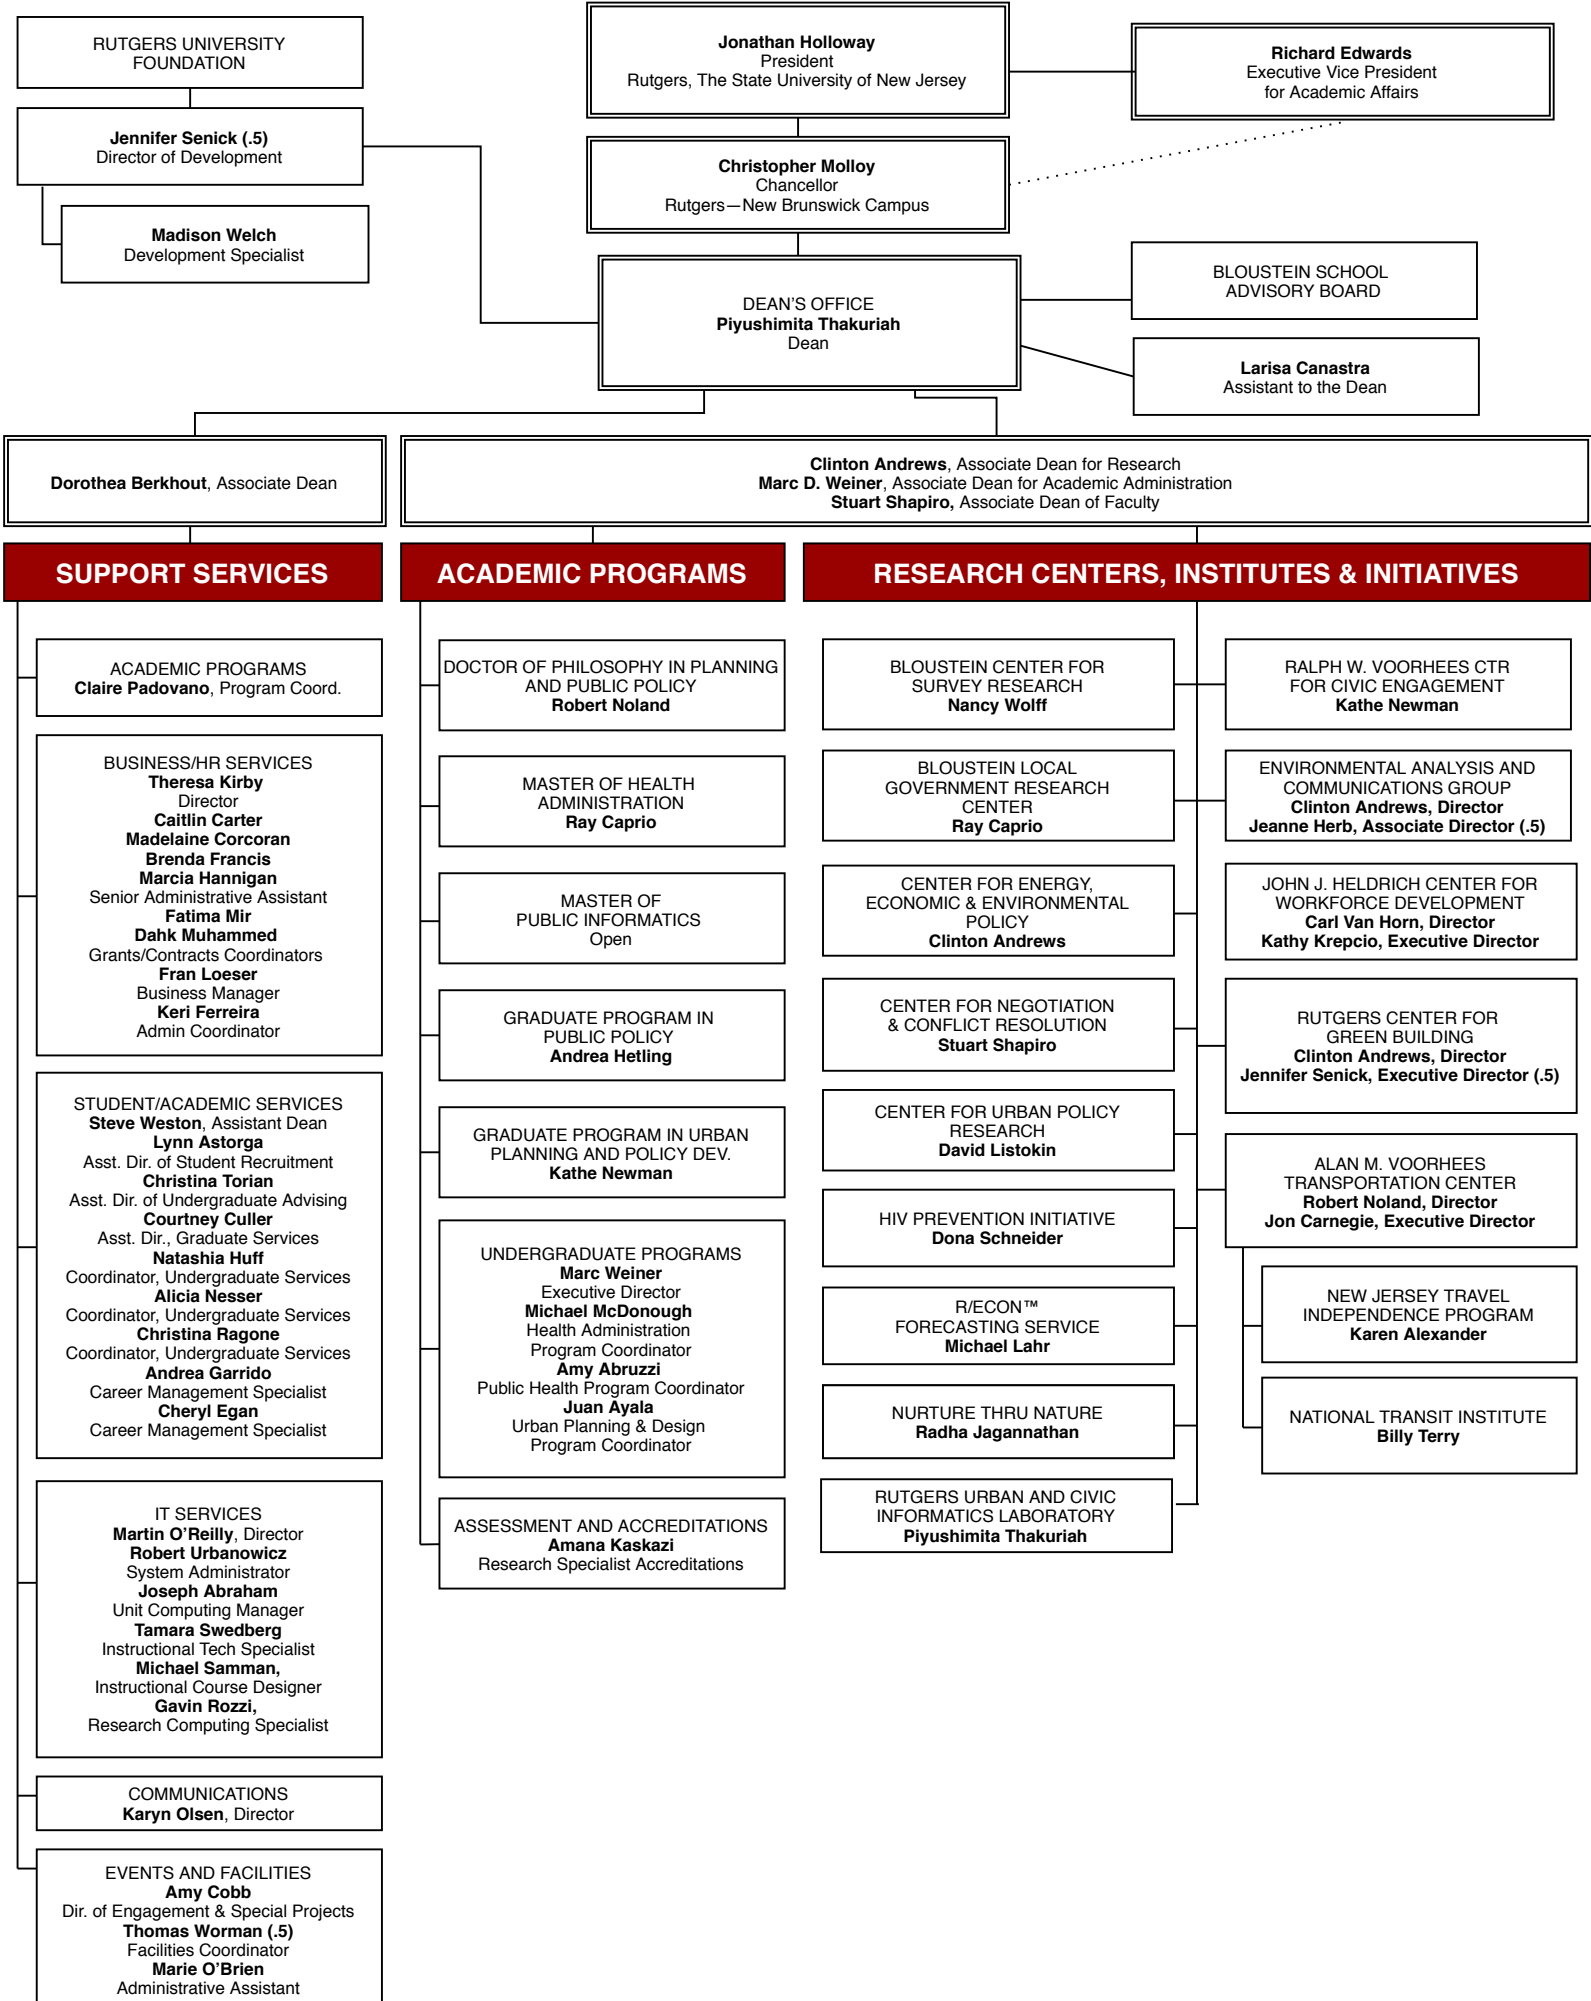 RUTGERS UNIVERSITY
FOUNDATION
Jennifer Senick (.5)
Director of Development
Madison Welch
Development Specialist
Jonathan Holloway
President
Rutgers, The State University of New Jersey
Richard Edwards
Executive Vice President
for Academic Affairs
Christopher Molloy
Chancellor
Rutgers—New Brunswick Campus
DEAN'S OFFICE
Piyushimita Thakuriah
Dean
BLOUSTEIN SCHOOL
ADVISORY BOARD
Larisa Canastra
Assistant to the Dean
Dorothea Berkhout, Associate Dean
Clinton Andrews, Associate Dean for Research
Marc D. Weiner, Associate Dean for Academic Administration
Stuart Shapiro, Associate Dean of Faculty
SUPPORT SERVICES
ACADEMIC PROGRAMS
Claire Padovano, Program Coord.
BUSINESS/HR SERVICES
Theresa Kirby
Director
Caitlin Carter
Madelaine Corcoran
Brenda Francis
Marcia Hannigan
Senior Administrative Assistant
Fatima Mir
Dahk Muhammed
Grants/Contracts Coordinators
Fran Loeser
Business Manager
Keri Ferreira
Admin Coordinator
STUDENT/ACADEMIC SERVICES
Steve Weston, Assistant Dean
Lynn Astorga
Asst. Dir. of Student Recruitment
Christina Torian
Asst. Dir. of Undergraduate Advising
Courtney Culler
Asst. Dir., Graduate Services
Natashia Huff
Coordinator, Undergraduate Services
Alicia Nesser
Coordinator, Undergraduate Services
Christina Ragone
Coordinator, Undergraduate Services
Andrea Garrido
Career Management Specialist
Cheryl Egan
Career Management Specialist
IT SERVICES
Martin O'Reilly, Director
Robert Urbanowicz
System Administrator
Joseph Abraham
Unit Computing Manager
Tamara Swedberg
Instructional Tech Specialist
Michael Samman,
Instructional Course Designer
Gavin Rozzi,
Research Computing Specialist
COMMUNICATIONS
Karyn Olsen, Director
EVENTS AND FACILITIES
Amy Cobb
Dir. of Engagement & Special Projects
Thomas Worman (.5)
Facilities Coordinator
Marie O'Brien
Administrative Assistant
ACADEMIC PROGRAMS
DOCTOR OF PHILOSOPHY IN PLANNING
AND PUBLIC POLICY
Robert Noland
MASTER OF HEALTH
ADMINISTRATION
Ray Caprio
MASTER OF
PUBLIC INFORMATICS
Open
GRADUATE PROGRAM IN
PUBLIC POLICY
Andrea Hetling
GRADUATE PROGRAM IN URBAN
PLANNING AND POLICY DEV.
Kathe Newman
UNDERGRADUATE PROGRAMS
Marc Weiner
Executive Director
Michael McDonough
Health Administration
Program Coordinator
Amy Abruzzi
Public Health Program Coordinator
Juan Ayala
Urban Planning & Design
Program Coordinator
ASSESSMENT AND ACCREDITATIONS
Amana Kaskazi
Research Specialist Accreditations
RESEARCH CENTERS, INSTITUTES & INITIATIVES
BLOUSTEIN CENTER FOR
SURVEY RESEARCH
Nancy Wolff
BLOUSTEIN LOCAL
GOVERNMENT RESEARCH
CENTER
Ray Caprio
CENTER FOR ENERGY,
ECONOMIC & ENVIRONMENTAL
POLICY
Clinton Andrews
CENTER FOR NEGOTIATION
& CONFLICT RESOLUTION
Stuart Shapiro
CENTER FOR URBAN POLICY
RESEARCH
David Listokin
HIV PREVENTION INITIATIVE
Dona Schneider
R/ECON™
FORECASTING SERVICE
Michael Lahr
NURTURE THRU NATURE
Radha Jagannathan
RUTGERS URBAN AND CIVIC
INFORMATICS LABORATORY
Piyushimita Thakuriah
RALPH W. VOORHEES CTR
FOR CIVIC ENGAGEMENT
Kathe Newman
ENVIRONMENTAL ANALYSIS AND
COMMUNICATIONS GROUP
Clinton Andrews, Director
Jeanne Herb, Associate Director (.5)
JOHN J. HELDRICH CENTER FOR
WORKFORCE DEVELOPMENT
Carl Van Horn, Director
Kathy Krepcio, Executive Director
RUTGERS CENTER FOR
GREEN BUILDING
Clinton Andrews, Director
Jennifer Senick, Executive Director (.5)
ALAN M. VOORHEES
TRANSPORTATION CENTER
Robert Noland, Director
Jon Carnegie, Executive Director
NEW JERSEY TRAVEL
INDEPENDENCE PROGRAM
Karen Alexander
NATIONAL TRANSIT INSTITUTE
Billy Terry